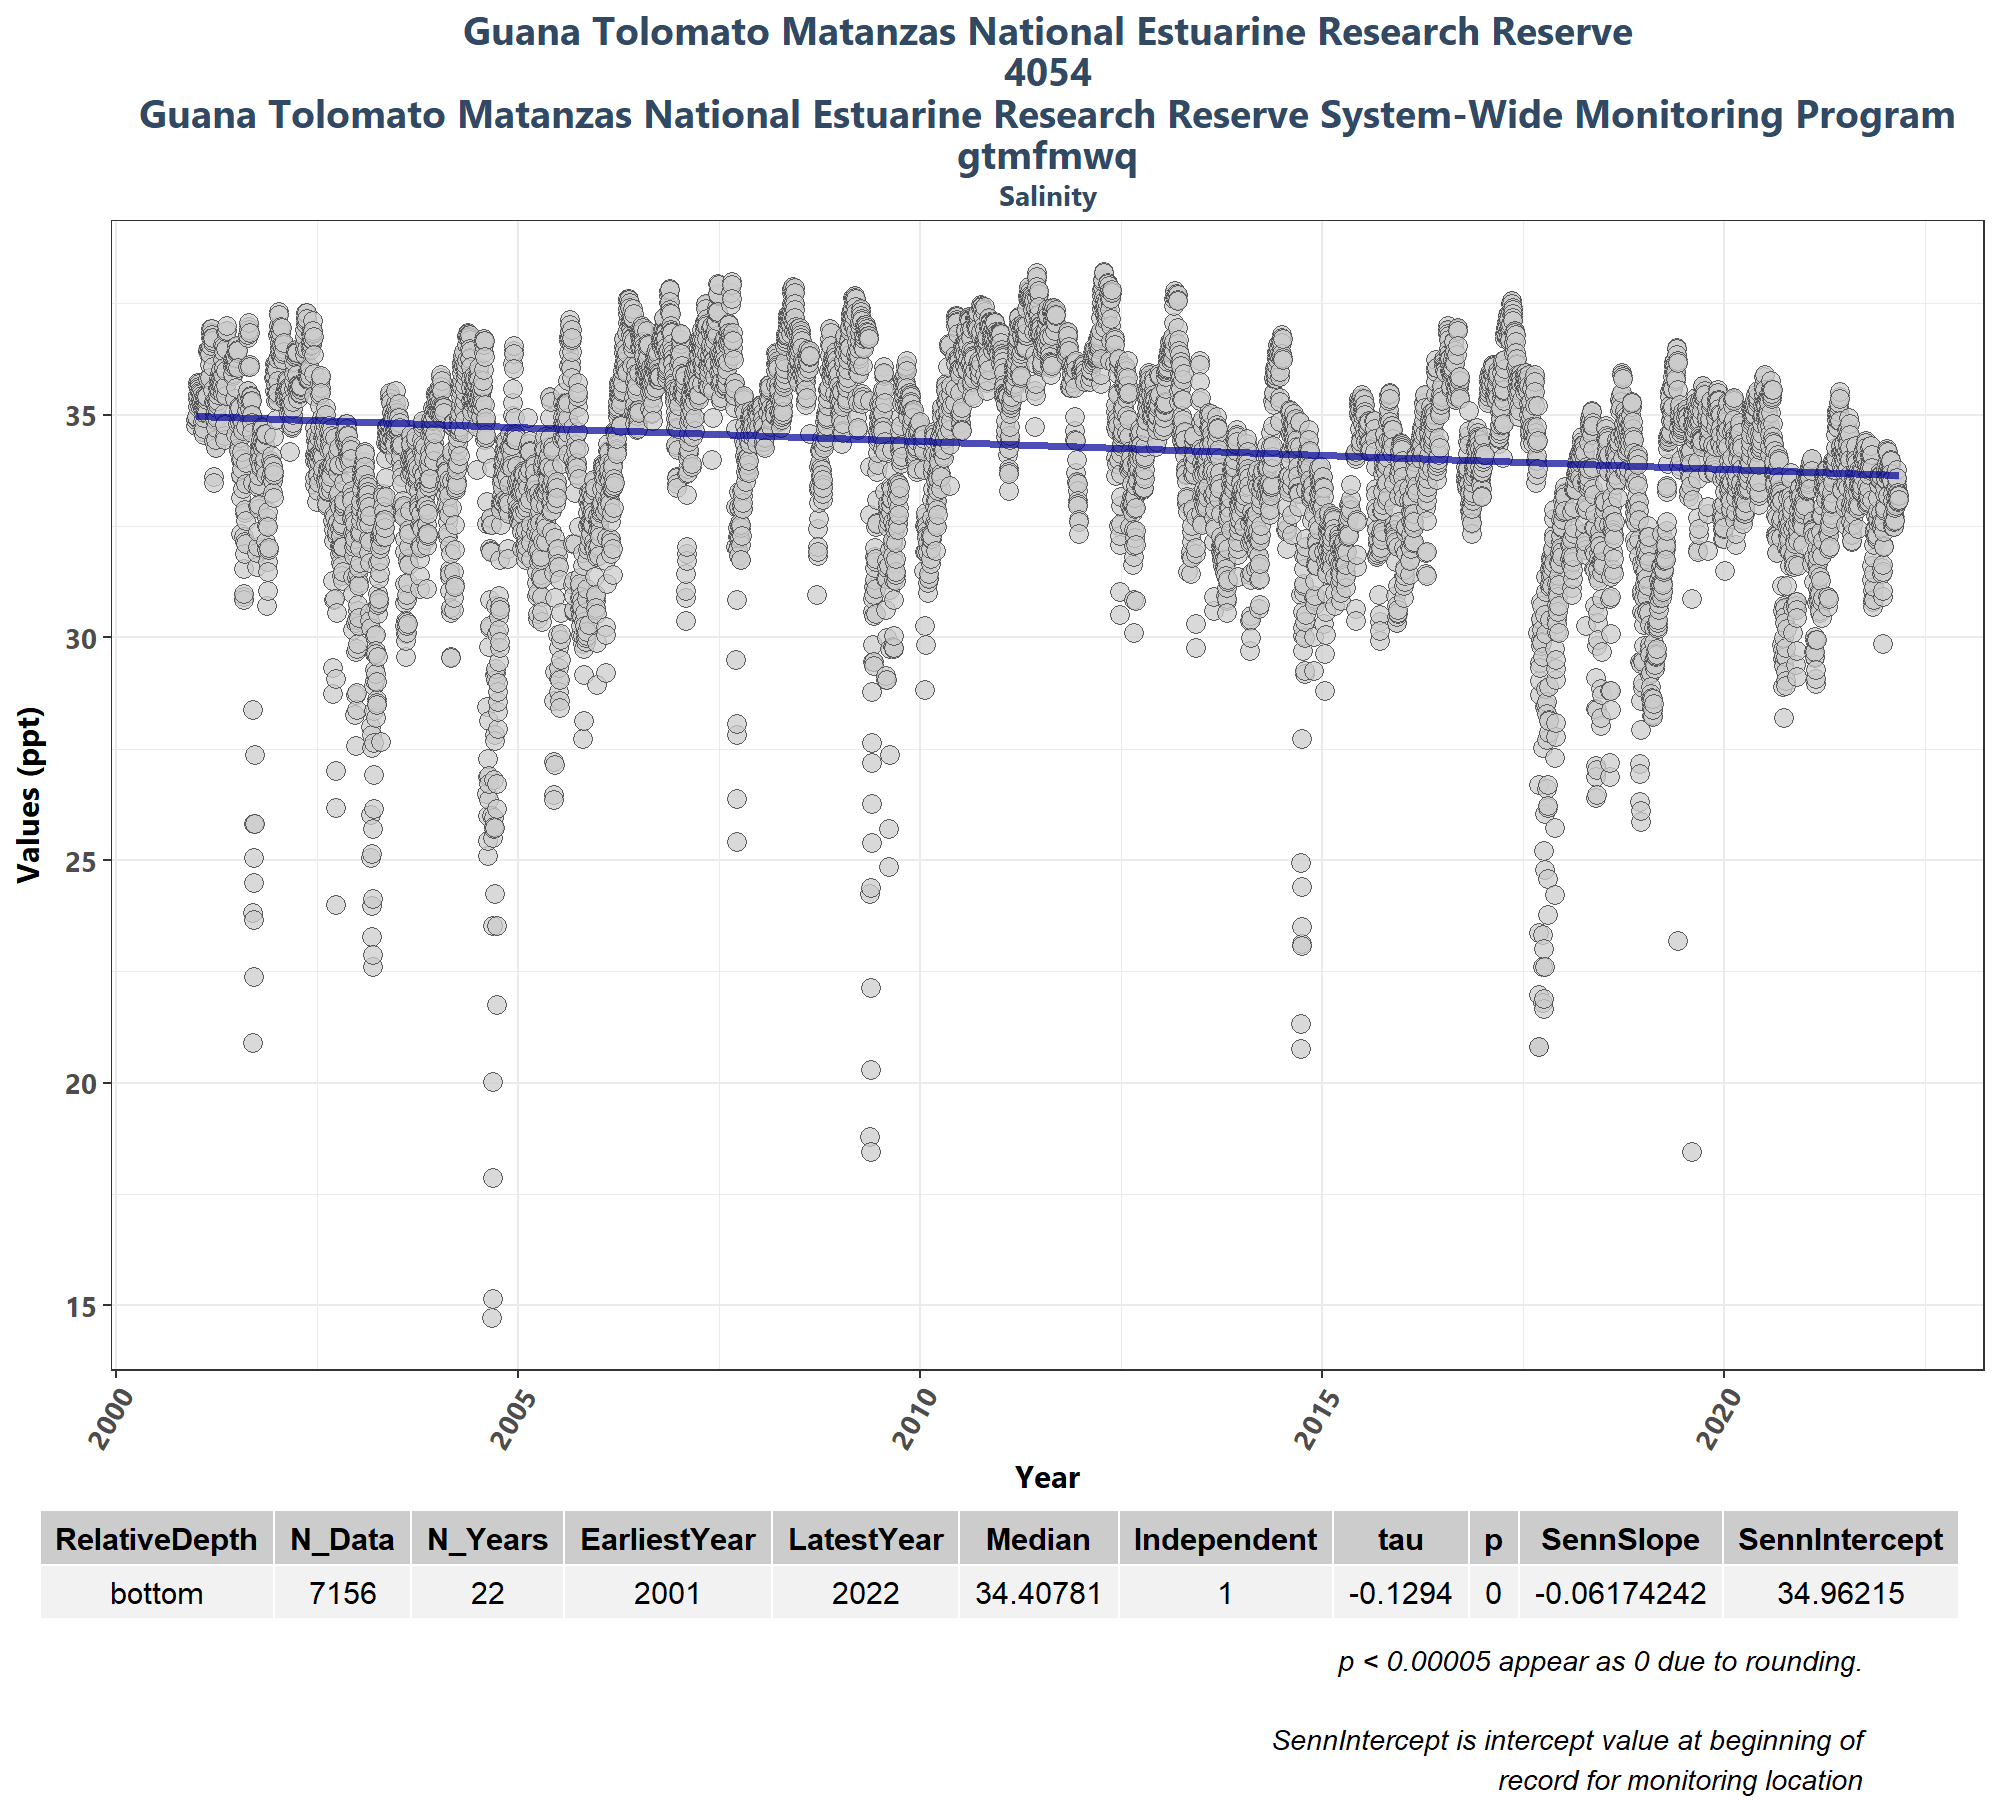 Guana Tolomato Matanzas National Estuarine Research Reserve
4054
Guana Tolomato Matanzas National Estuarine Research Reserve System-Wide Monitoring Program
gtmfmwq
Salinity
Values (ppt)
35
30
25
20
15
2000
2005
2010
2015
2020
Year
RelativeDepth N_Data N_Years EarliestYear LatestYear Median Independent tau p SennSlope SennIntercept
bottom 7156 22 2001 2022 34.40781 1 -0.1294 0 -0.06174242 34.96215
p < 0.00005 appear as 0 due to rounding.
SennIntercept is intercept value at beginning of
record for monitoring location